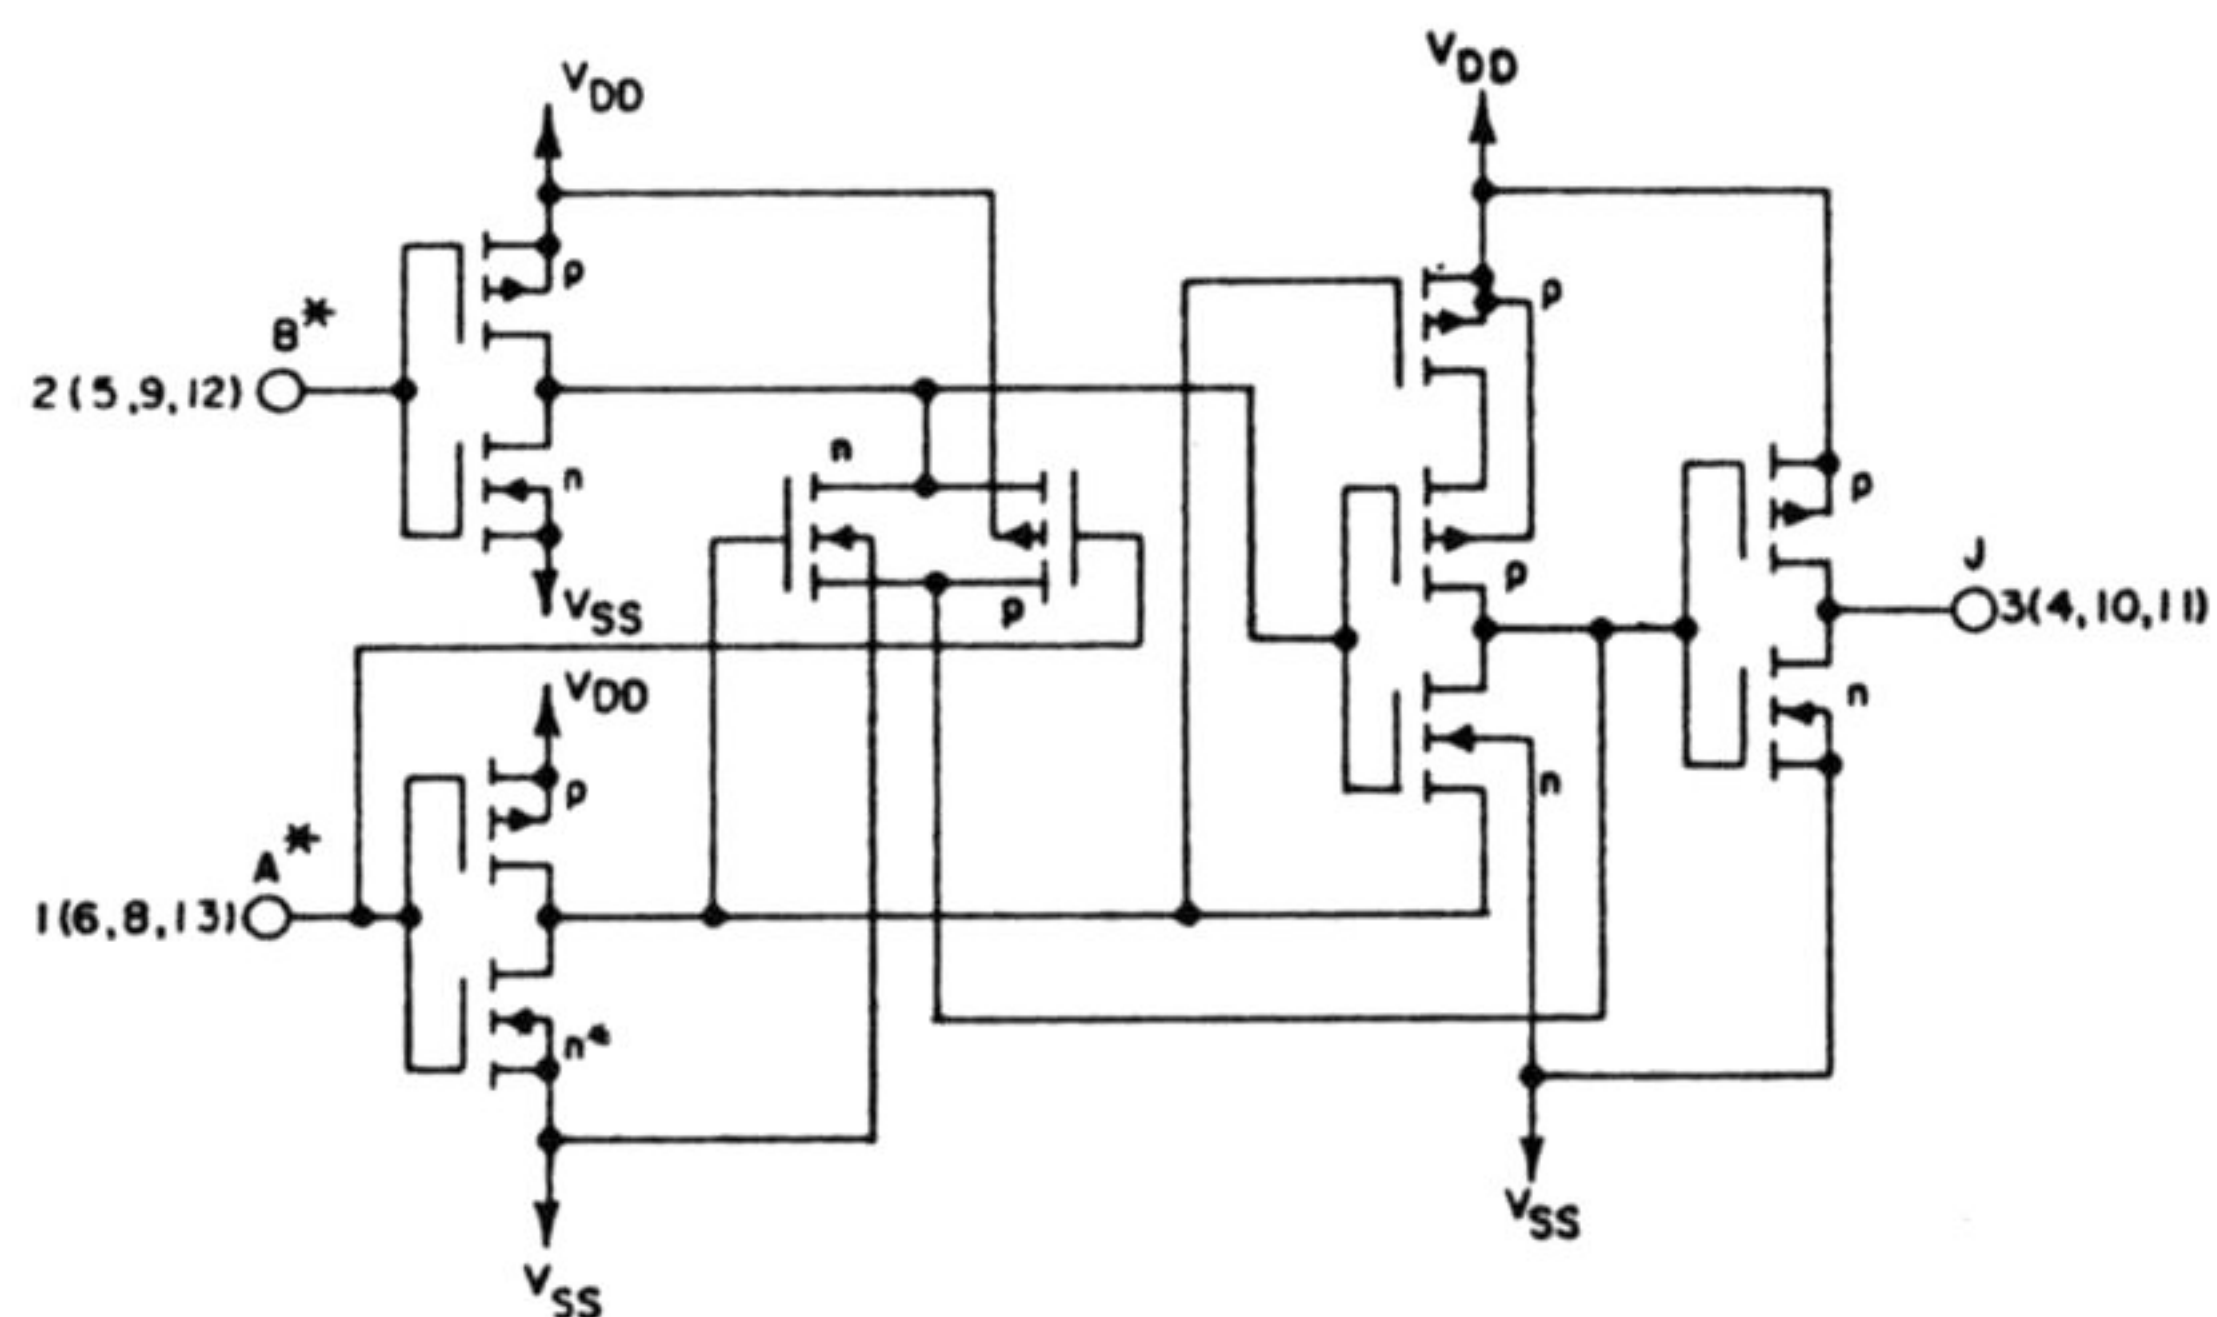 VDD
VDD
p
p
B*
2(5,9,12)
n
n
p
p
J
p
3(4,10,11)
VSS
VDD
n
p
n
A*
1(6,8,13)
n
VSS
VSS